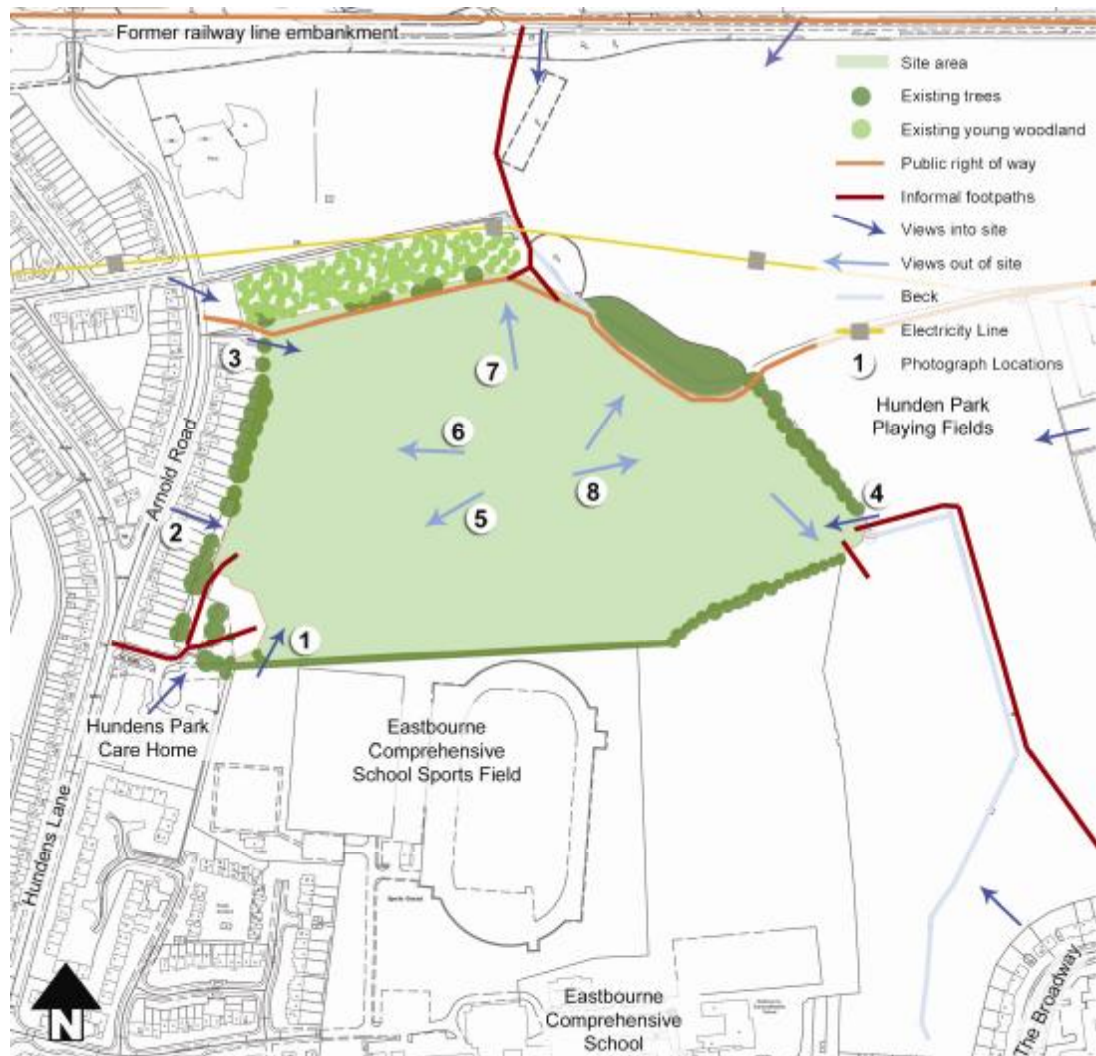 Former railway line embankment
Site area
Existing trees
Existing young woodland
Public right of way
Informal footpaths
Views into site
Views out of site
Beck
Electricity Line
1
Photograph Locations
3
7
Hunden Park
Playing Fields
6
Arnold Road
8
4
2
5
1
Hundens Park
Care Home
Eastbourne
Comprehensive
School Sports Field
Hundens Lane
Eastbourne
Comprehensive
School
The Broadway
N